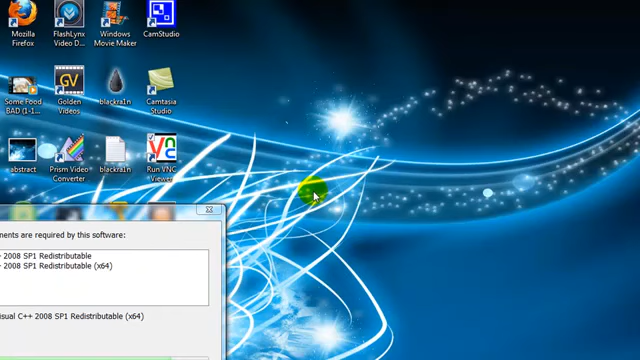 Mozilla Firefox
FlashLynx Video D...
Windows Movie Maker
CamStudio
Some Food BAD (1-1...
Golden Videos
blackra1n
Camtasia Studio
abstract
Prism Video Converter
blackra1n
Run VNC Viewer
nents are required by this software:
2008 SP1 Redistributable
2008 SP1 Redistributable (x64)
isual C++ 2008 SP1 Redistributable (x64)